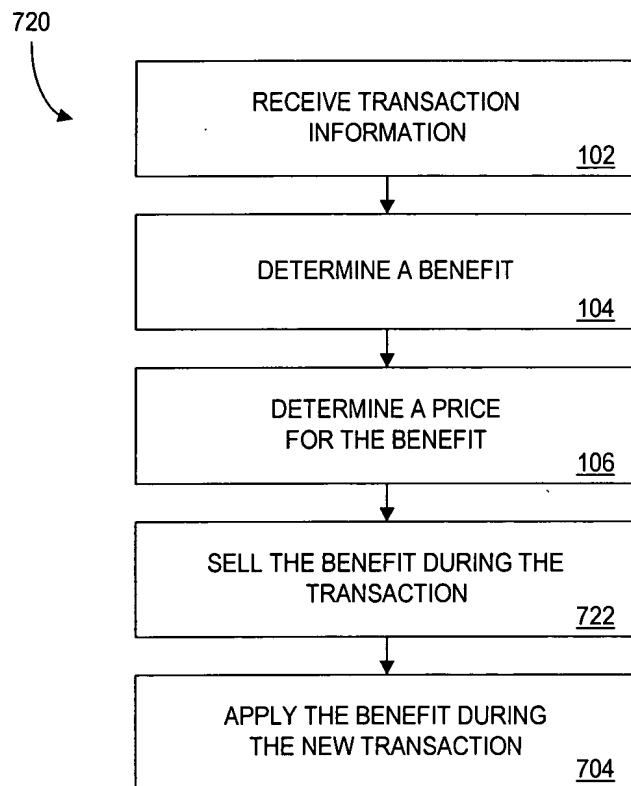 720
RECEIVE TRANSACTION
INFORMATION
102
DETERMINE A BENEFIT
104
DETERMINE A PRICE
FOR THE BENEFIT
106
SELL THE BENEFIT DURING THE
TRANSACTION
722
APPLY THE BENEFIT DURING
THE NEW TRANSACTION
704